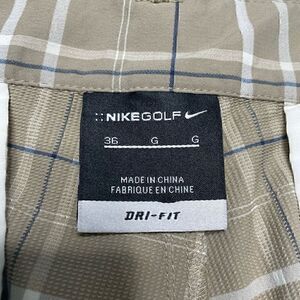 NIKEGOLF
36 G G
MADE IN CHINA
FABRIQUE EN CHINE
DRI-FIT